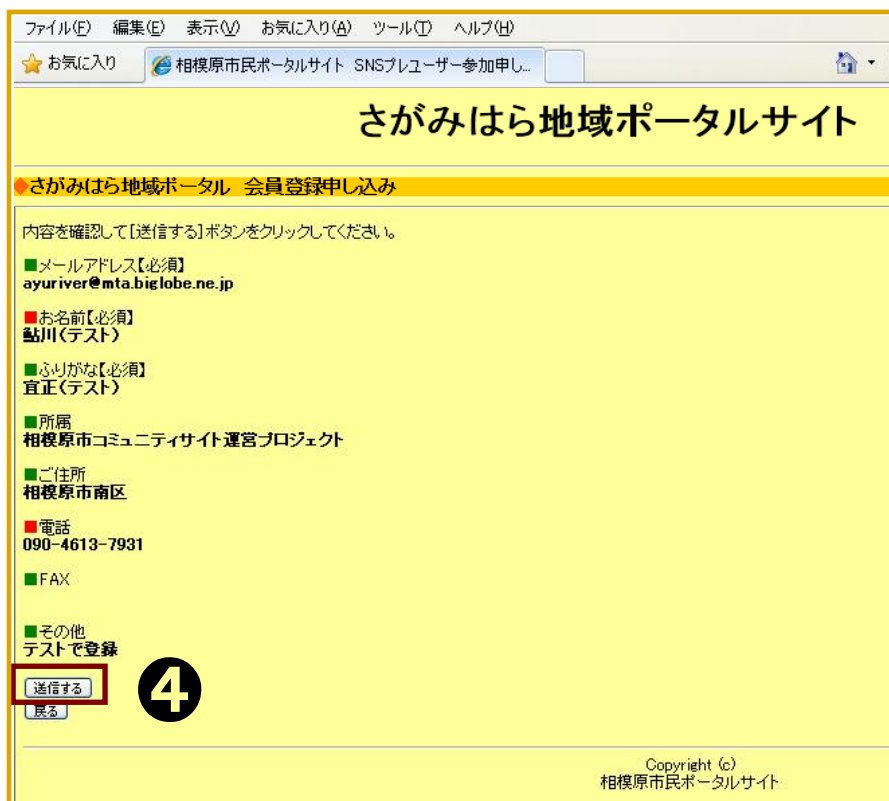 ファイル(F) 編集(E) 表示(V) お気に入り(A) ツール(T) ヘルプ(H)
お気に入り 相模原市民ポータルサイト SNSプレユーザー参加申し...
さがみはら地域ポータルサイト
◆さがみはら地域ポータル 会員登録申し込み
内容を確認して[送信する]ボタンをクリックしてください。
■メールアドレス【必須】
ayuriver@mta.biglobe.ne.jp
■お名前【必須】
鮎川(テスト)
■ふりがな【必須】
宜正(テスト)
■所属
相模原市コミュニティサイト運営プロジェクト
■ご住所
相模原市南区
■電話
090-4613-7931
■FAX
■その他
テストで登録
送信する
❹
戻る
Copyright (c)
相模原市民ポータルサイト